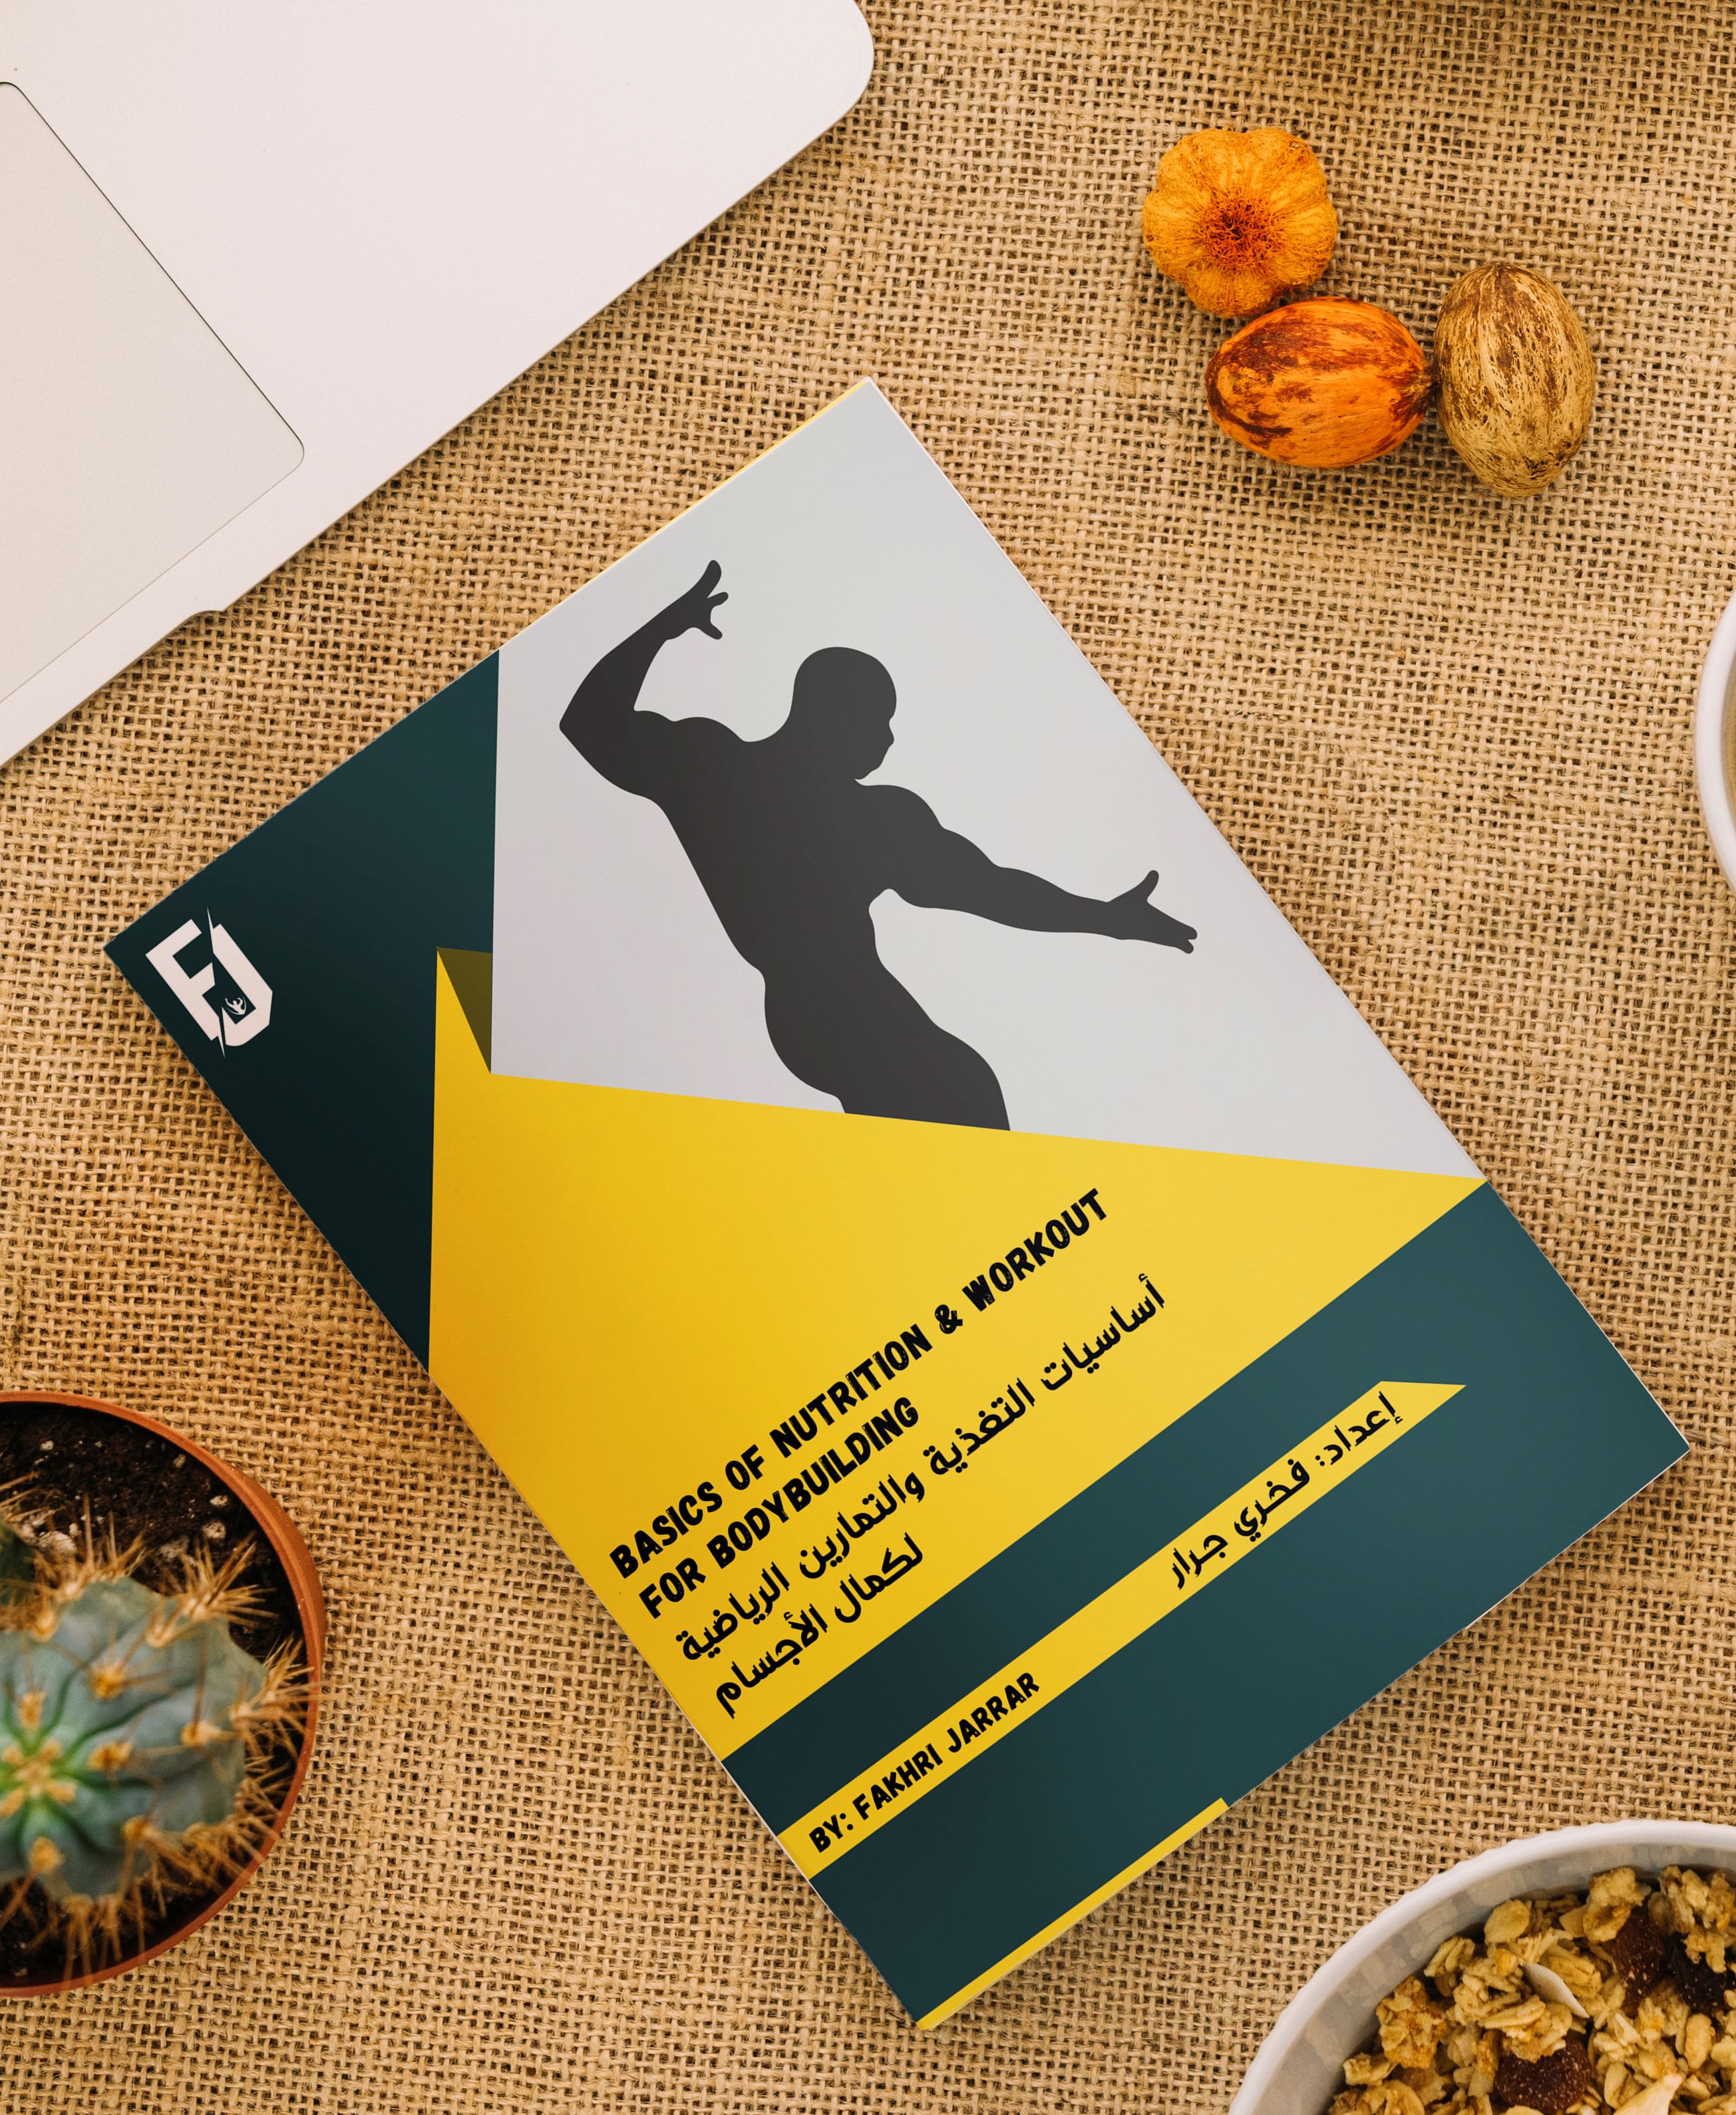 FJ
BASICS OF NUTRITION & WORKOUT
FOR BODYBUILDING
أساسيات التغذية والتمارين الرياضية
لكمال الأجسام
إعداد: فخري جرار
BY: FAKHRI JARRAR